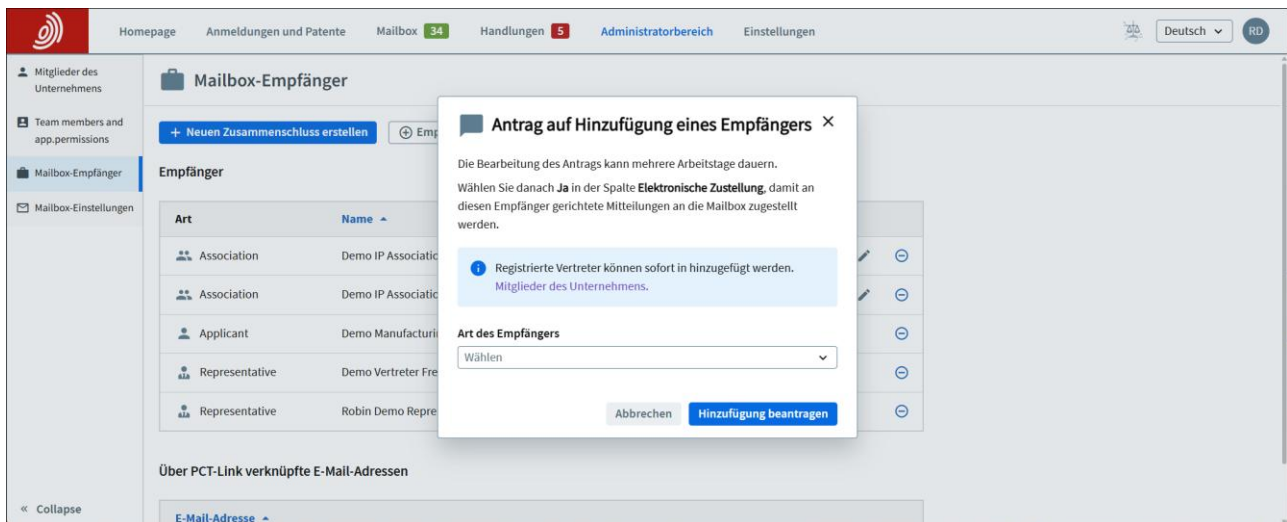 Homepage Anmeldungen und Patente Mailbox 34 Handlungen 5 Administratorbereich Einstellungen Deutsch RD
Mitglieder des
Unternehmens
Team members and
app.permissions
Mailbox-Empfänger
Mailbox-Einstellungen
« Collapse
Mailbox-Empfänger
+ Neuen Zusammenschluss erstellen
Empfänger
Art Name
Association
Association
Applicant
Representative
Representative Robin Demo
Über PCT-Link verknüpfte E-Mail-Adressen
E-Mail-Adresse
Antrag auf Hinzufügung eines Empfängers ×
Die Bearbeitung des Antrags kann mehrere Arbeitstage dauern.
Wählen Sie danach Ja in der Spalte Elektronische Zustellung, damit an
diesen Empfänger gerichtete Mitteilungen an die Mailbox zugestellt
werden.
Registrierte Vertreter können sofort in hinzugefügt werden.
Mitglieder des Unternehmens.
Art des Empfängers
Wählen
Abbrechen Hinzufügung beantragen